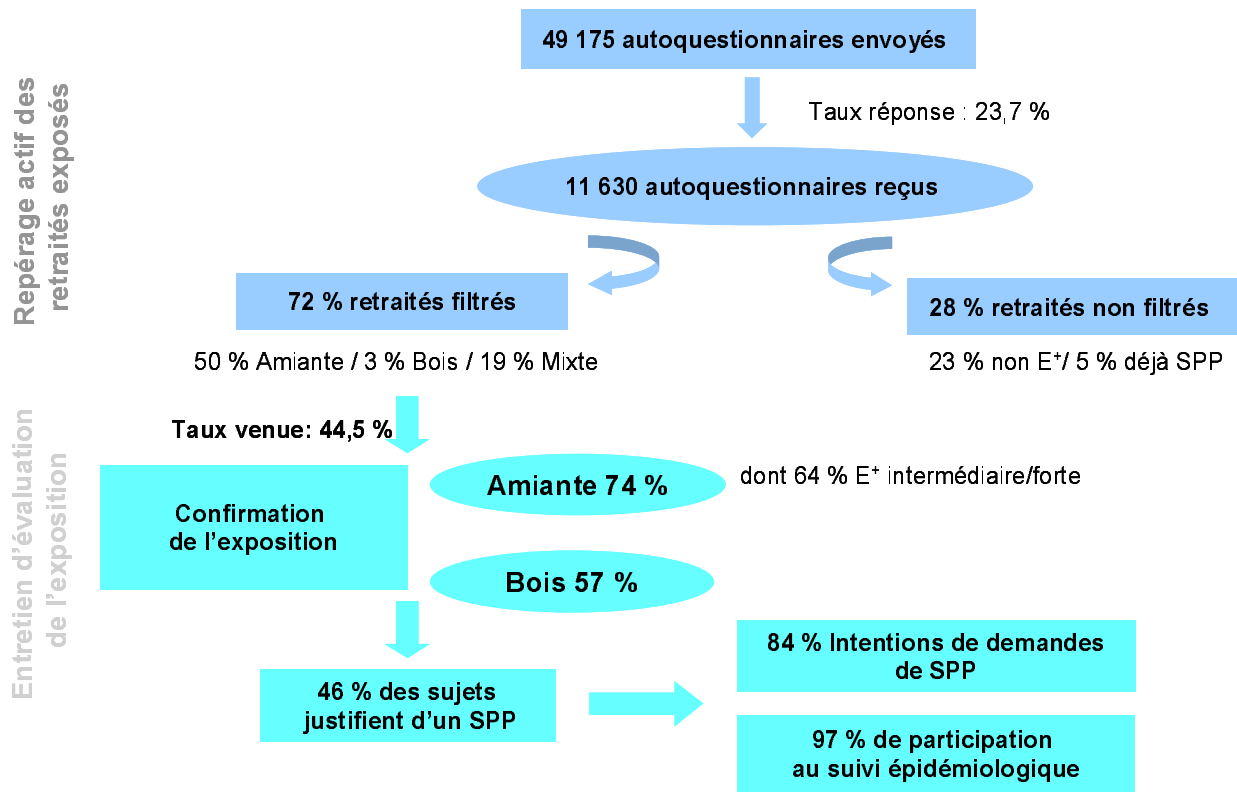 Repérage actif des
retraités exposés
49 175 autoquestionnaires envoyés
Taux réponse : 23,7 %
11 630 autoquestionnaires reçus
72 % retraités filtrés
28 % retraités non filtrés
50 % Amiante / 3 % Bois / 19 % Mixte
23 % non E⁺/ 5 % déjà SPP
Entretien d’évaluation
de l’exposition
Taux venue: 44,5 %
Confirmation
de l’exposition
Amiante 74 %
dont 64 % E⁺ intermédiaire/forte
Bois 57 %
46 % des sujets
justifient d’un SPP
84 % Intentions de demandes
de SPP
97 % de participation
au suivi épidémiologique